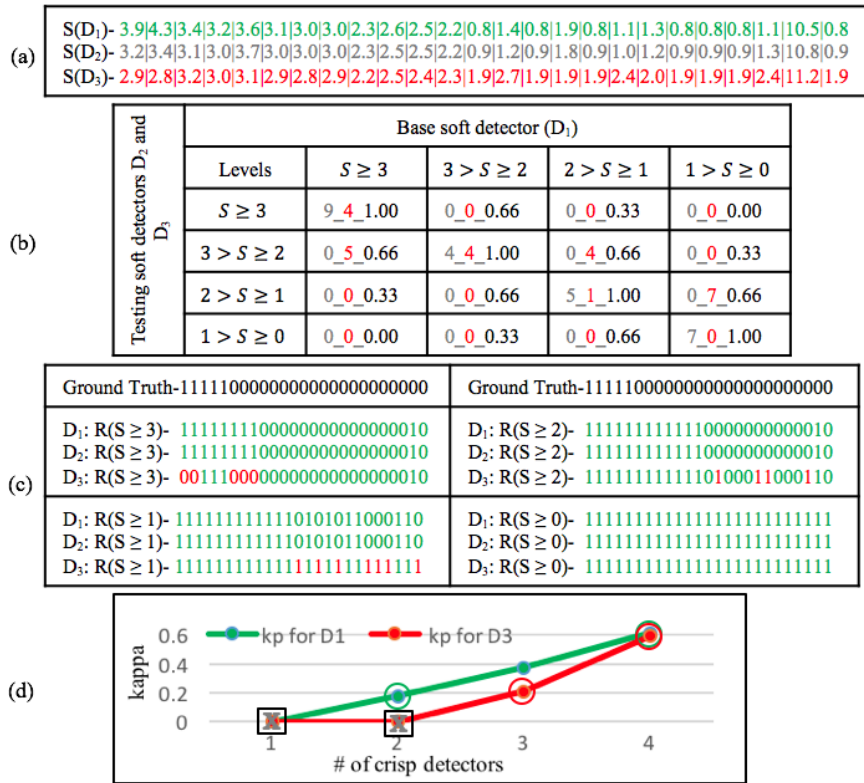 (a)
S(D₁)- 3.9|4.3|3.4|3.2|3.6|3.1|3.0|3.0|2.3|2.6|2.5|2.2|0.8|1.4|0.8|1.9|0.8|1.1|1.3|0.8|0.8|0.8|1.1|10.5|0.8
S(D₂)- 3.2|3.4|3.1|3.0|3.7|3.0|3.0|3.0|2.3|2.5|2.5|2.2|0.9|1.2|0.9|1.8|0.9|1.0|1.2|0.9|0.9|0.9|1.3|10.8|0.9
S(D₃)- 2.9|2.8|3.2|3.0|3.1|2.9|2.8|2.9|2.2|2.5|2.4|2.3|1.9|2.7|1.9|1.9|1.9|2.4|2.0|1.9|1.9|1.9|2.4|11.2|1.9
(b)
Testing soft detectors D₂ and
D₃
Base soft detector (D₁)
Levels S ≥ 3 3 > S ≥ 2 2 > S ≥ 1 1 > S ≥ 0
S ≥ 3 9_4_1.00 0_0_0.66 0_0_0.33 0_0_0.00
3 > S ≥ 2 0_5_0.66 4_4_1.00 0_4_0.66 0_0_0.33
2 > S ≥ 1 0_0_0.33 0_0_0.66 5_1_1.00 0_7_0.66
1 > S ≥ 0 0_0_0.00 0_0_0.33 0_0_0.66 7_0_1.00
(c)
Ground Truth-1111100000000000000000000
D₁: R(S ≥ 3)- 1111111100000000000000010
D₂: R(S ≥ 3)- 1111111100000000000000010
D₃: R(S ≥ 3)- 0011100000000000000000010
Ground Truth-1111100000000000000000000
D₁: R(S ≥ 2)- 1111111111110000000000010
D₂: R(S ≥ 2)- 1111111111110000000000010
D₃: R(S ≥ 2)- 1111111111110100011000110
D₁: R(S ≥ 1)- 1111111111110101011000110
D₂: R(S ≥ 1)- 1111111111110101011000110
D₃: R(S ≥ 1)- 1111111111111111111111111
D₁: R(S ≥ 0)- 1111111111111111111111111
D₂: R(S ≥ 0)- 1111111111111111111111111
D₃: R(S ≥ 0)- 1111111111111111111111111
(d)
kappa
0.6
0.4
0.2
0
kp for D1 kp for D3
1 2 3 4
# of crisp detectors